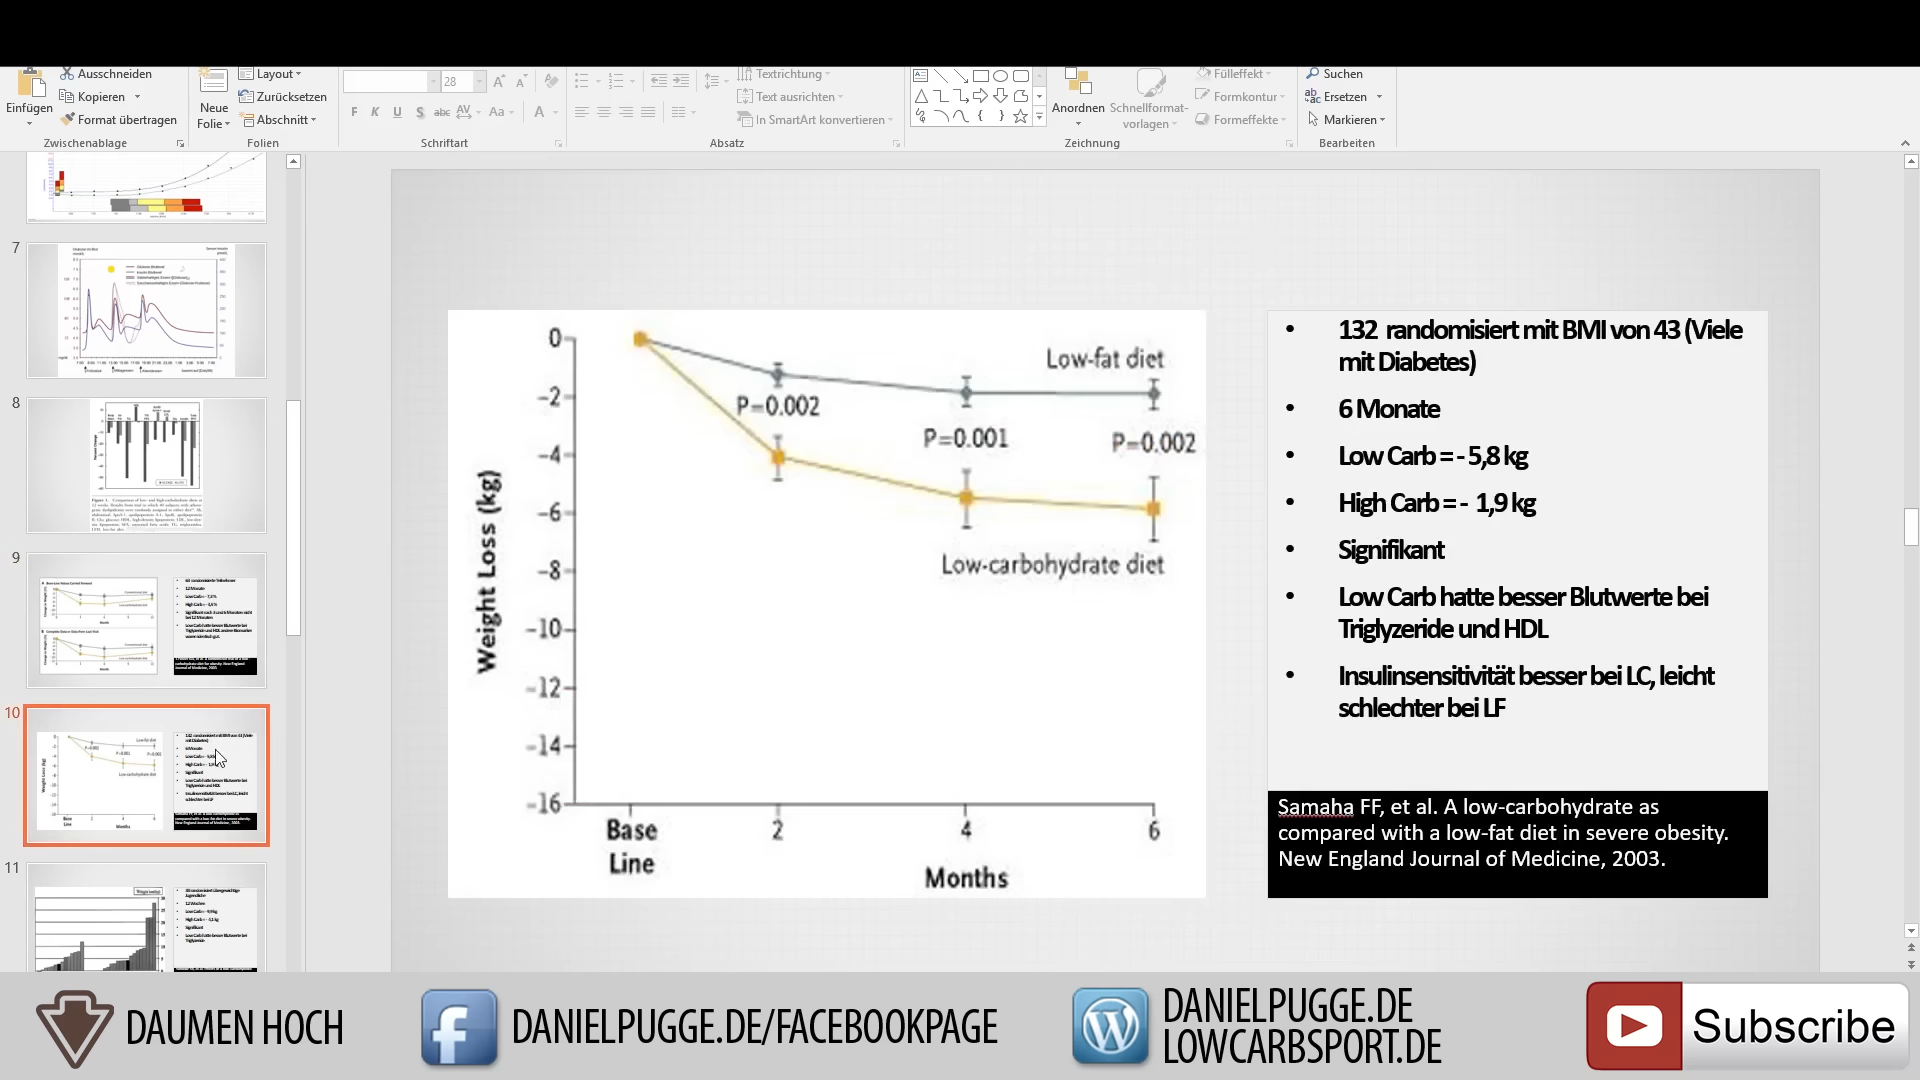 Ausschneiden
Kopieren
Format übertragen
Einfügen
Zwischenablage
Neue
Folie
Layout
Zurücksetzen
Abschnitt
Folien
28
F K U S abc AV Aa A
Schriftart
Textrichtung
Text ausrichten
In SmartArt konvertieren
Absatz
Anordnen
Schnellformat-
vorlagen
Fülleffekt
Formkontur
Formeffekte
Zeichnung
Suchen
Ersetzen
Markieren
Bearbeiten
7
8
9
10
11
0
-2
-4
-6
-8
-10
-12
-14
-16
Weight Loss (kg)
Low-fat diet
P=0.002
P=0.001
P=0.002
Low-carbohydrate diet
Base
Line
2
4
6
Months
• 132 randomisiert mit BMI von 43 (Viele
mit Diabetes)
• 6 Monate
• Low Carb = - 5,8 kg
• High Carb = - 1,9 kg
• Signifikant
• Low Carb hatte besser Blutwerte bei
Triglyzeride und HDL
• Insulinsensitivität besser bei LC, leicht
schlechter bei LF
Samaha FF, et al. A low-carbohydrate as
compared with a low-fat diet in severe obesity.
New England Journal of Medicine, 2003.
DAUMEN HOCH
DANIELPUGGE.DE/FACEBOOKPAGE
DANIELPUGGE.DE
LOWCARBSPORT.DE
Subscribe